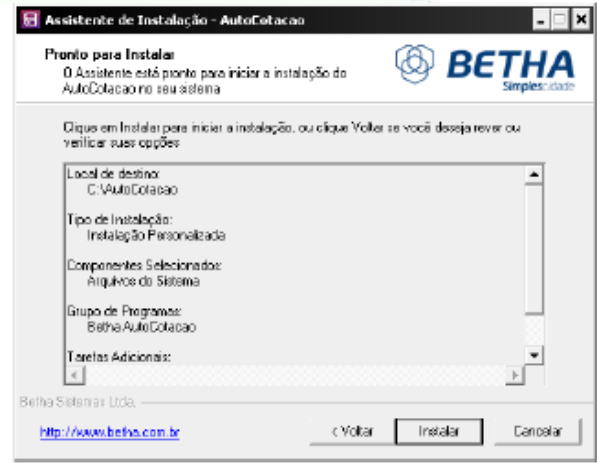 Assistente de Instalação - AutoCotacao
Pronto para Instalar
O Assistente está pronto para iniciar a instalação do
AutoCotacao no seu sistema
BETHA
Simplescidade
Clique em Instalar para iniciar a instalação, ou clique Voltar se você deseja rever ou
verificar suas opções
Local de destino:
C:\AutoCotacao
Tipo de Instalação:
Instalação Personalizada
Componentes Selecionados:
Arquivos do Sistema
Grupo de Programas:
Betha AutoCotacao
Tarefas Adicionais:
Betha Sistemas Ltda.
http://www.betha.com.br
< Voltar
Instalar
Cancelar